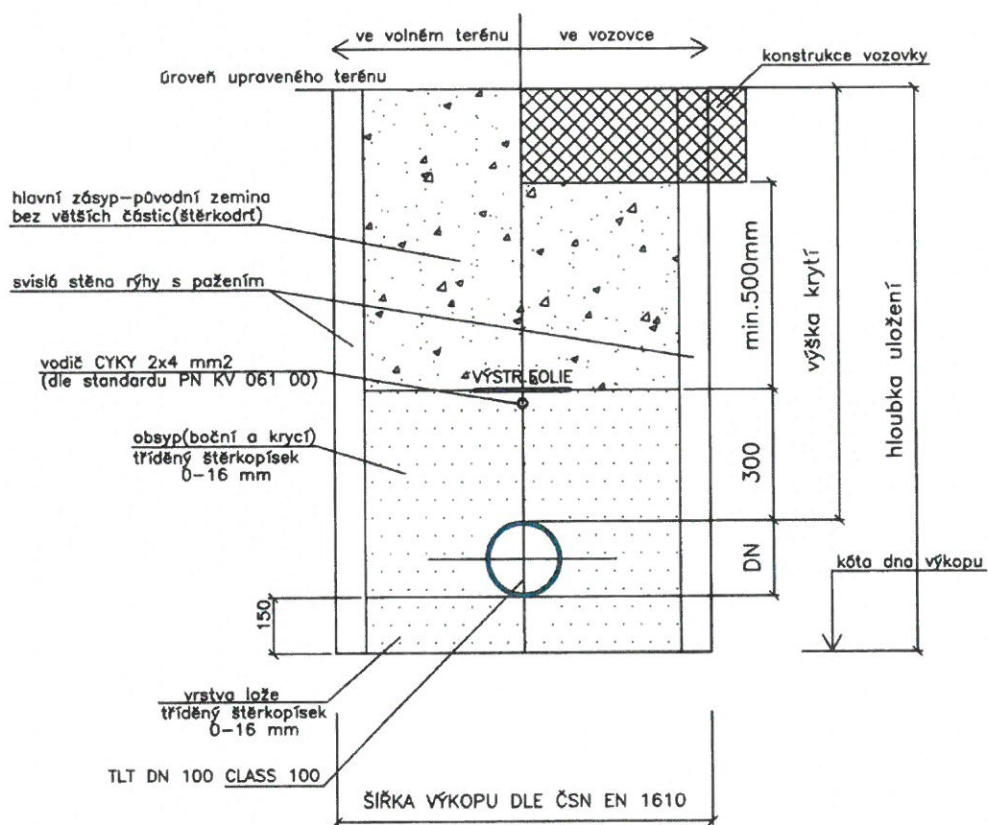 ve volném terénu
ve vozovce
konstrukce vozovky
úroveň upraveného terénu
hlavní zásyp-původní zemina
bez větších částic(štěrkodrť)
svislá stěna rýhy s pažením
vodič CYKY 2x4 mm2
(dle standardu PN KV 061 00)
VÝSTR.FOLIE
obsyp(boční a krycí)
tříděný štěrkopísek
0-16 mm
min.500mm
výška krytí
hloubka uložení
300
DN
kóta dna výkopu
150
vrstva lože
tříděný štěrkopísek
0-16 mm
TLT DN 100 CLASS 100
ŠÍŘKA VÝKOPU DLE ČSN EN 1610